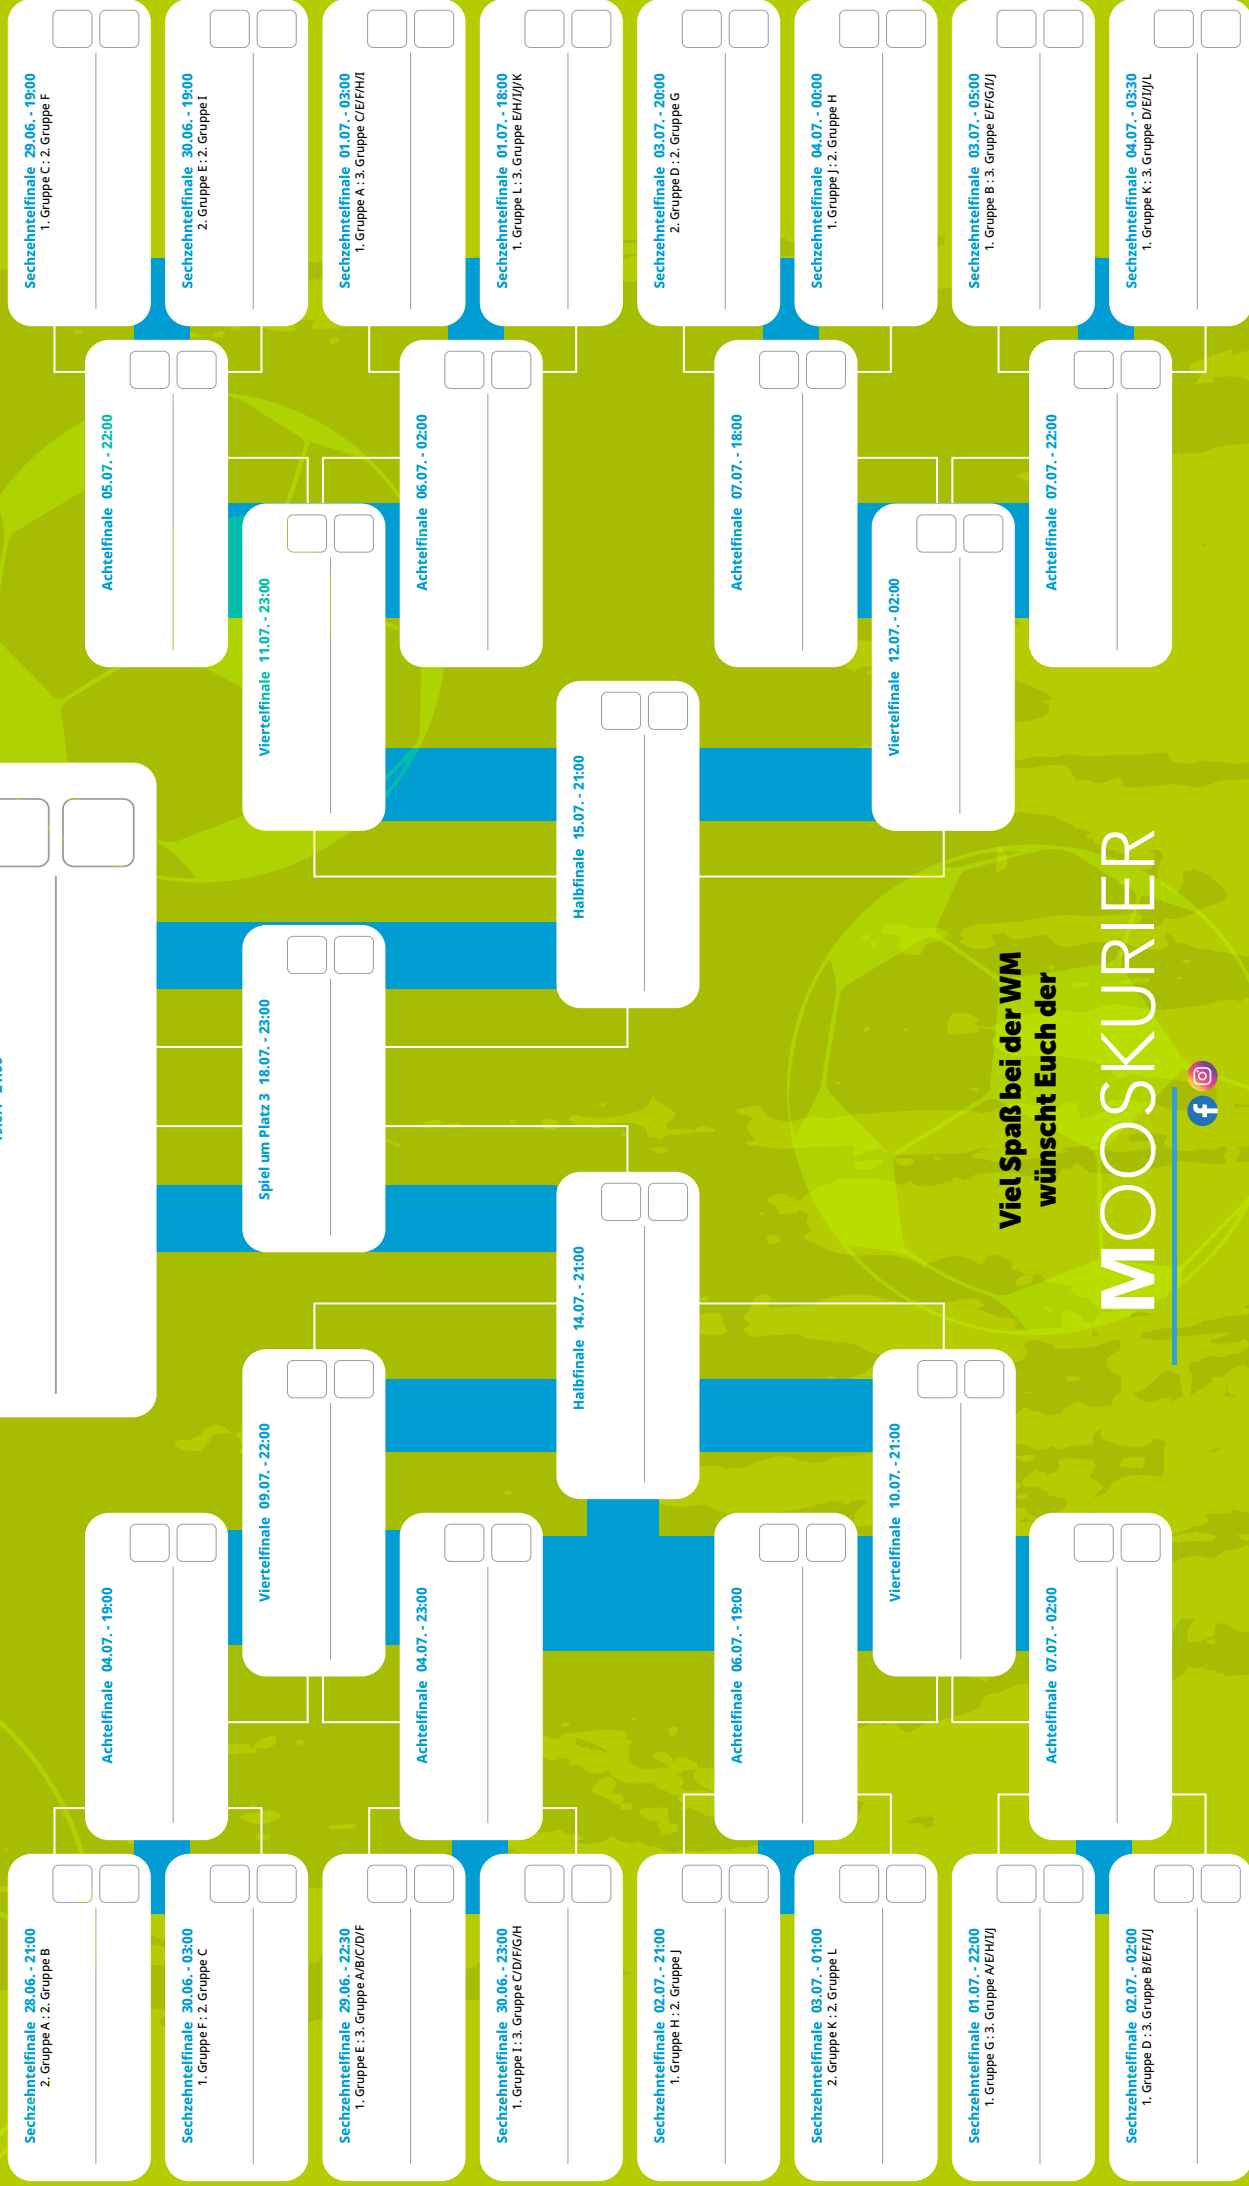 Sechzehntelfinale 28.06. - 21:00
2. Gruppe A : 2. Gruppe B
Sechzehntelfinale 30.06. - 03:00
1. Gruppe F : 2. Gruppe C
Sechzehntelfinale 29.06. - 22:30
1. Gruppe E : 3. Gruppe A/B/C/D/F
Sechzehntelfinale 30.06. - 23:00
1. Gruppe I : 3. Gruppe C/D/F/G/H
Sechzehntelfinale 02.07. - 21:00
1. Gruppe H : 2. Gruppe J
Sechzehntelfinale 03.07. - 01:00
2. Gruppe K : 2. Gruppe L
Sechzehntelfinale 01.07. - 22:00
1. Gruppe G : 3. Gruppe A/E/H/I/J
Sechzehntelfinale 02.07. - 02:00
1. Gruppe D : 3. Gruppe B/E/F/I/J
Achtelfinale 04.07. - 19:00
Achtelfinale 04.07. - 23:00
Achtelfinale 06.07. - 19:00
Achtelfinale 07.07. - 02:00
Viertelfinale 09.07. - 22:00
Viertelfinale 10.07. - 21:00
Halbfinale 14.07. - 21:00
Spiel um Platz 3 18.07. - 23:00
Halbfinale 15.07. - 21:00
Viel Spaß bei der WM
wünscht Euch der
MOOSKURIER
Viertelfinale 11.07. - 23:00
Viertelfinale 12.07. - 02:00
Achtelfinale 05.07. - 22:00
Achtelfinale 06.07. - 02:00
Achtelfinale 07.07. - 18:00
Achtelfinale 07.07. - 22:00
Sechzehntelfinale 29.06. - 19:00
1. Gruppe C : 2. Gruppe F
Sechzehntelfinale 30.06. - 19:00
2. Gruppe E : 2. Gruppe I
Sechzehntelfinale 01.07. - 03:00
1. Gruppe A : 3. Gruppe C/E/F/H/I
Sechzehntelfinale 01.07. - 18:00
1. Gruppe L : 3. Gruppe E/H/I/J/K
Sechzehntelfinale 03.07. - 20:00
2. Gruppe D : 2. Gruppe G
Sechzehntelfinale 04.07. - 00:00
1. Gruppe J : 2. Gruppe H
Sechzehntelfinale 03.07. - 05:00
1. Gruppe B : 3. Gruppe E/F/G/I/J
Sechzehntelfinale 04.07. - 03:30
1. Gruppe K : 3. Gruppe D/E/I/J/L